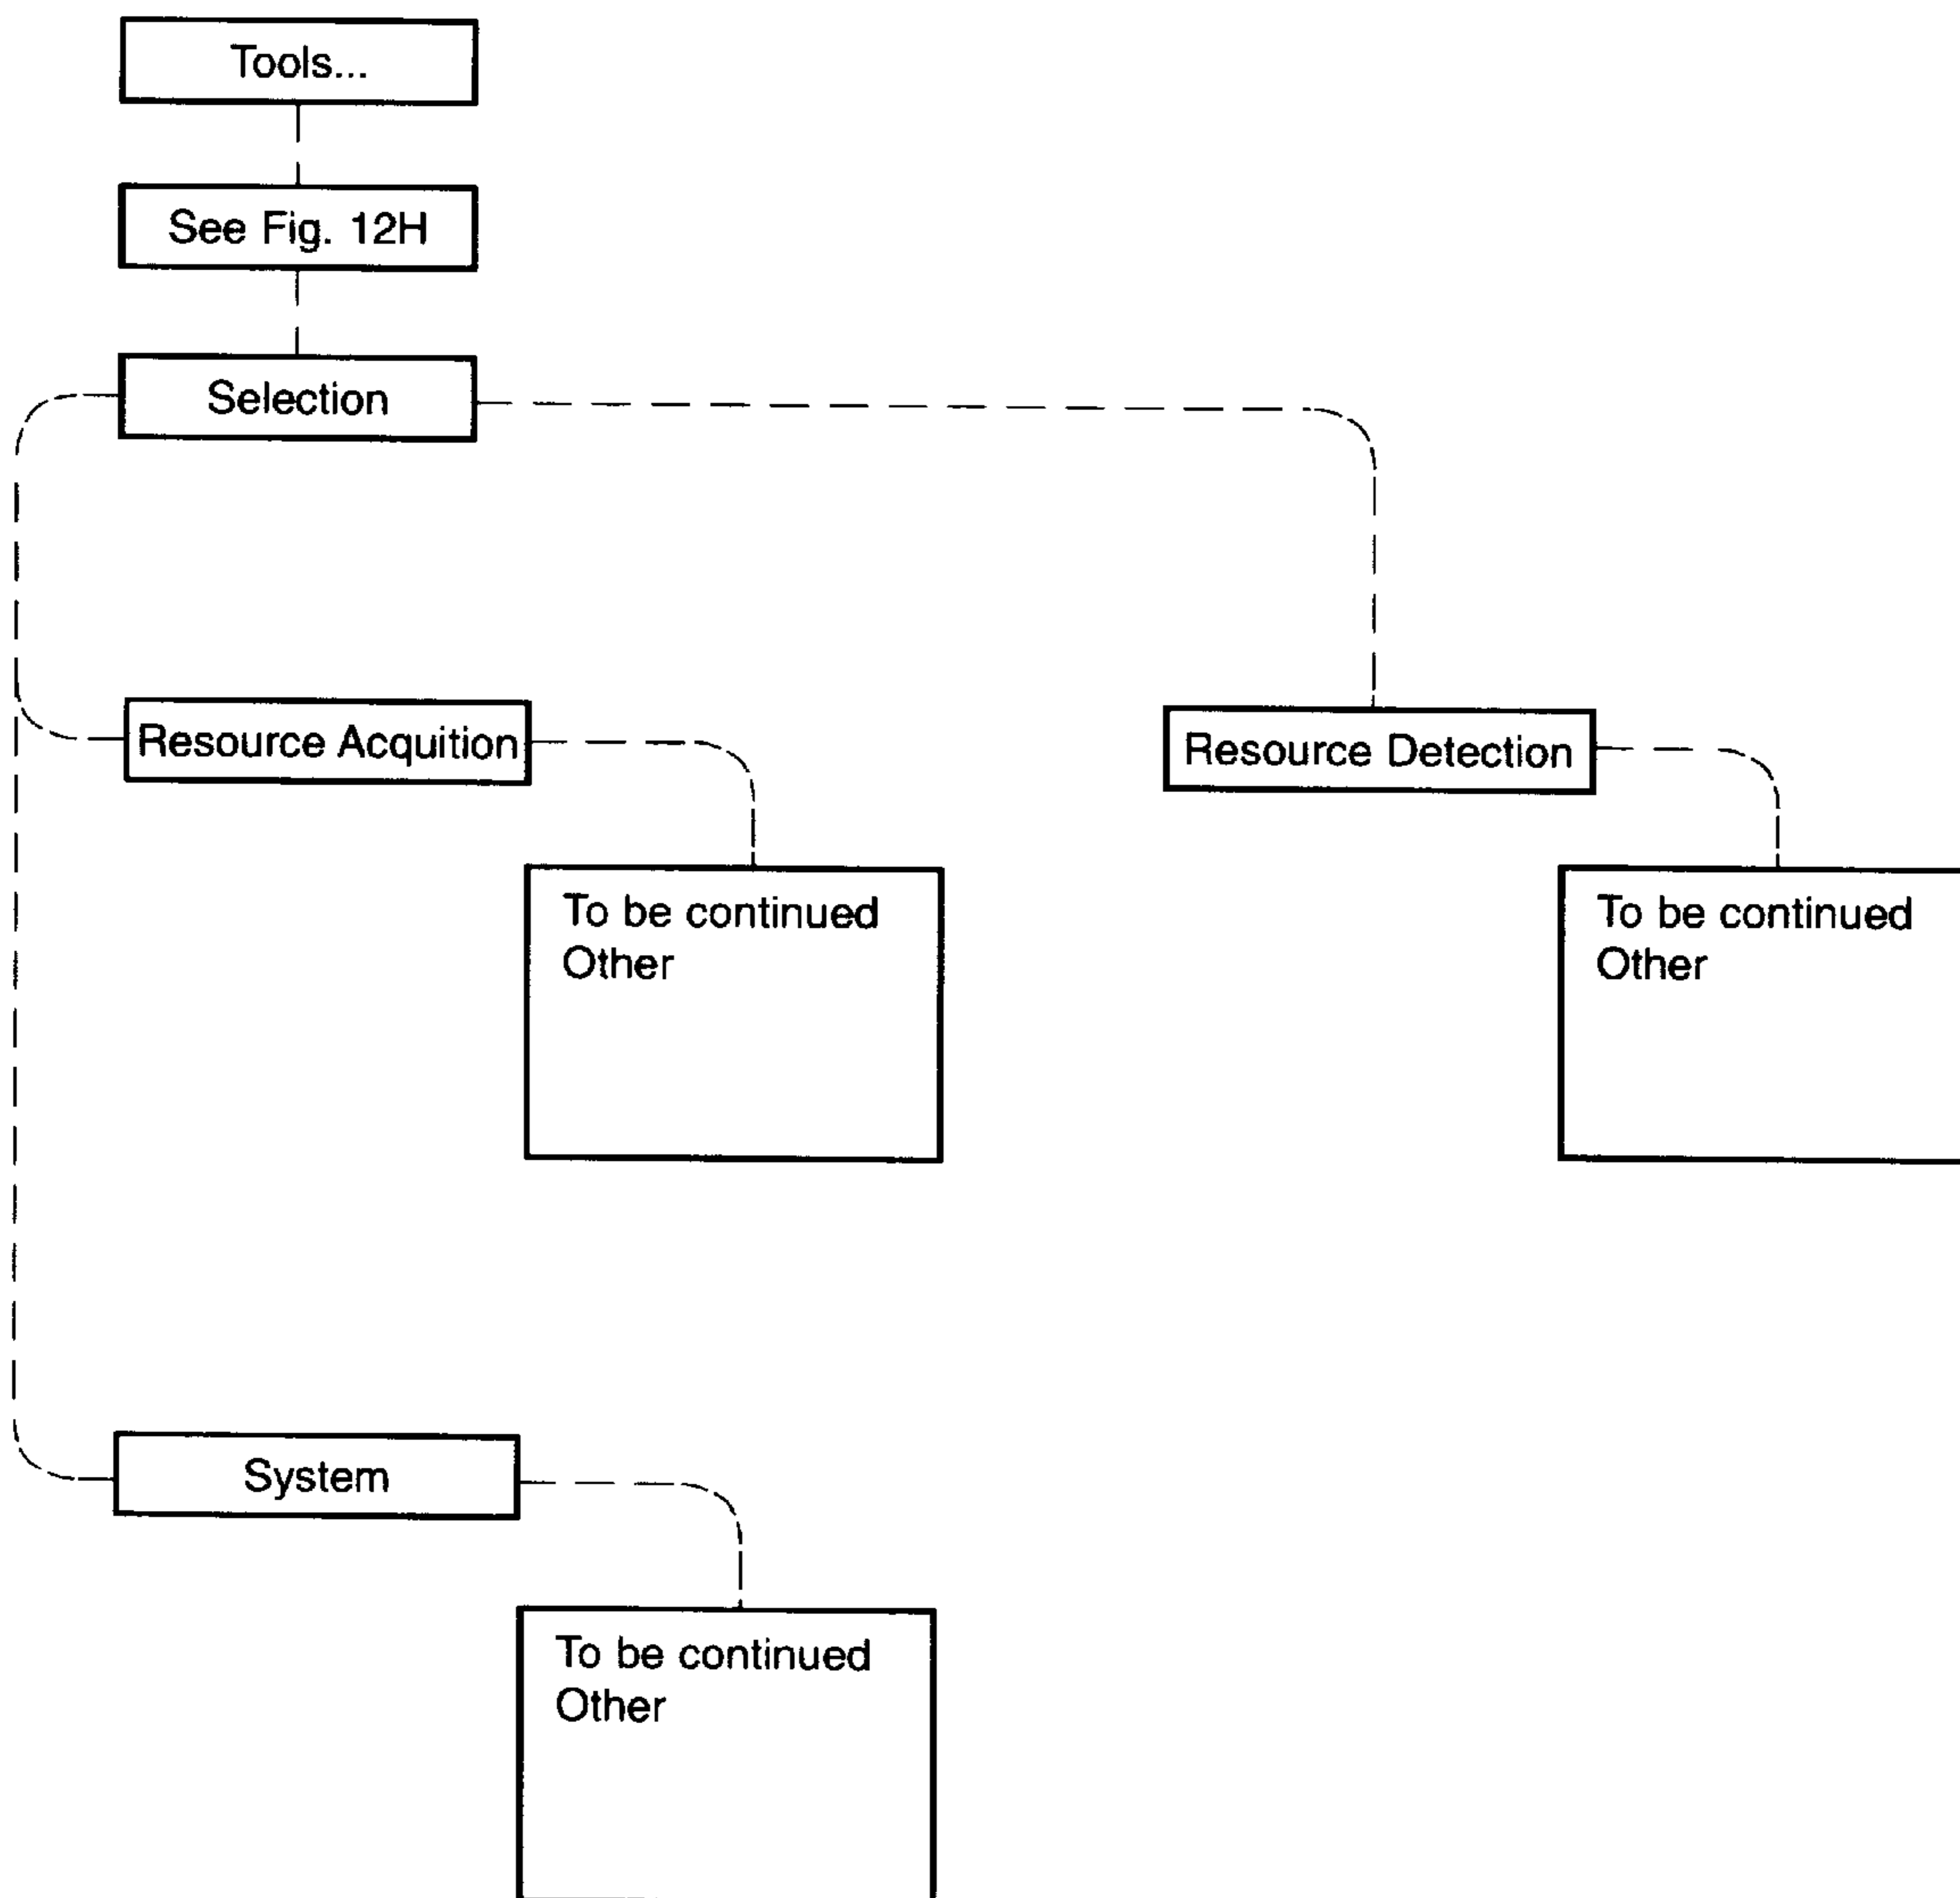 Tools...
See Fig. 12H
Selection
Resource Acquition
Resource Detection
To be continued
Other
To be continued
Other
System
To be continued
Other